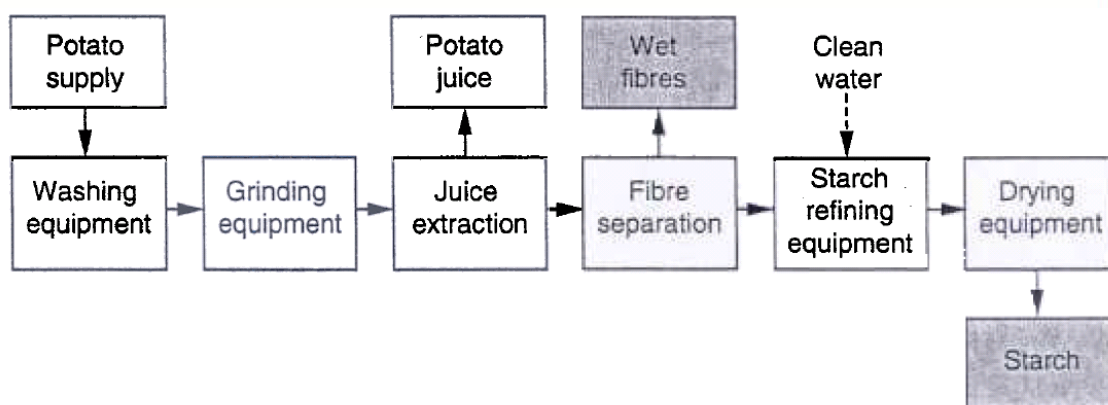 Potato
supply
Potato
juice
Wet
fibres
Clean
water
Washing
equipment
Grinding
equipment
Juice
extraction
Fibre
separation
Starch
refining
equipment
Drying
equipment
Starch